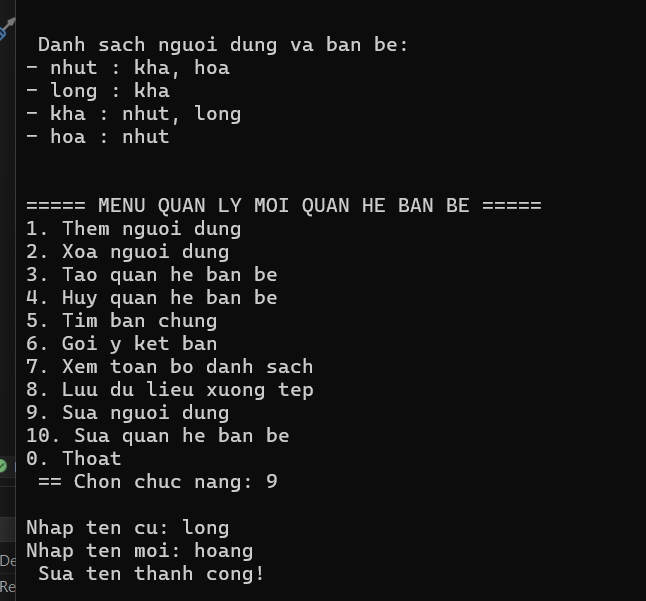 Danh sach nguoi dung va ban be:
- nhut : kha, hoa
- long : kha
- kha : nhut, long
- hoa : nhut
===== MENU QUAN LY MOI QUAN HE BAN BE =====
1. Them nguoi dung
2. Xoa nguoi dung
3. Tao quan he ban be
4. Huy quan he ban be
5. Tim ban chung
6. Goi y ket ban
7. Xem toan bo danh sach
8. Luu du lieu xuong tep
9. Sua nguoi dung
10. Sua quan he ban be
0. Thoat
== Chon chuc nang: 9
Nhap ten cu: long
Nhap ten moi: hoang
Sua ten thanh cong!
De
Re